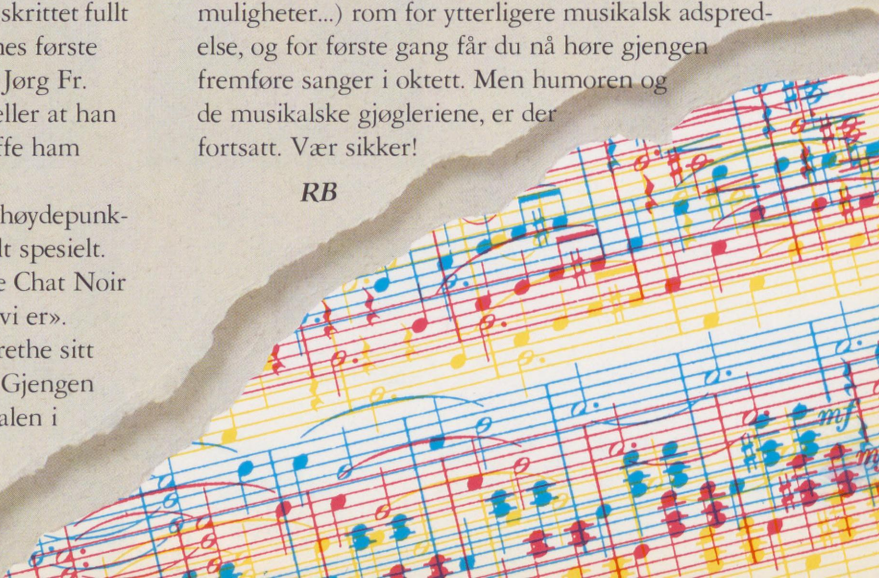 skrittet fullt
nes første
Jørg Fr.
eller at han
ffe ham
høydepunk-
lt spesielt.
e Chat Noir
vi er».
rethe sitt
Gjengen
alen i
muligheter...) rom for ytterligere musikalsk adspred-
else, og for første gang får du nå høre gjengen
fremføre sanger i oktett. Men humoren og
de musikalske gjøgleriene, er der
fortsatt. Vær sikker!
RB
mf